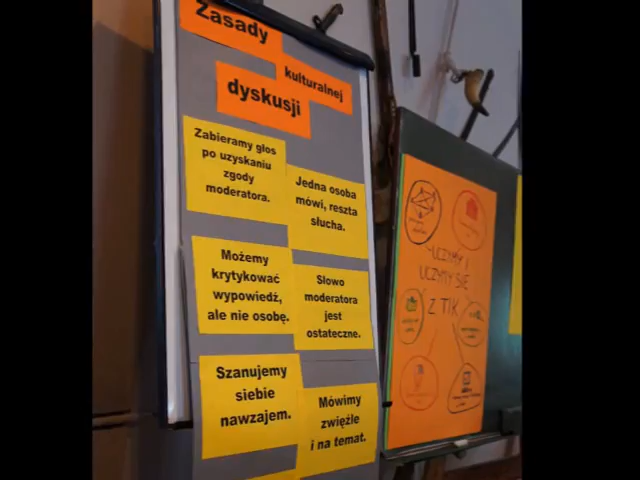 Zasady
kulturalnej
dyskusji
Zabieramy głos
po uzyskaniu
zgody
moderatora.
Jedna osoba
mówi, reszta
słucha.
Możemy
krytykować
wypowiedź,
ale nie osobę.
Słowo
moderatora
jest
ostateczne.
Szanujemy
siebie
nawzajem.
Mówimy
zwięźle
i na temat.
UCZYMY I
UCZYMY SIĘ
Z TIK